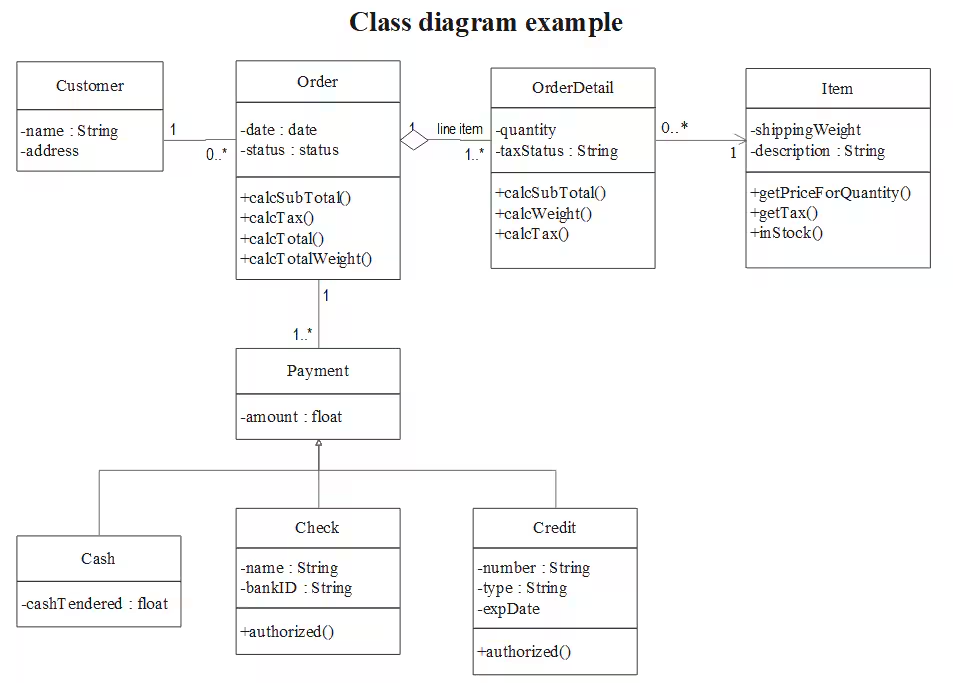 Class diagram example
Customer
-name : String
-address
1
0..*
Order
-date : date
-status : status
+calcSubTotal()
+calcTax()
+calcTotal()
+calcTotalWeight()
1
line item
1..*
OrderDetail
-quantity
-taxStatus : String
+calcSubTotal()
+calcWeight()
+calcTax()
0..*
1
Item
-shippingWeight
-description : String
+getPriceForQuantity()
+getTax()
+inStock()
1
1..*
Payment
-amount : float
Cash
-cashTendered : float
Check
-name : String
-bankID : String
+authorized()
Credit
-number : String
-type : String
-expDate
+authorized()